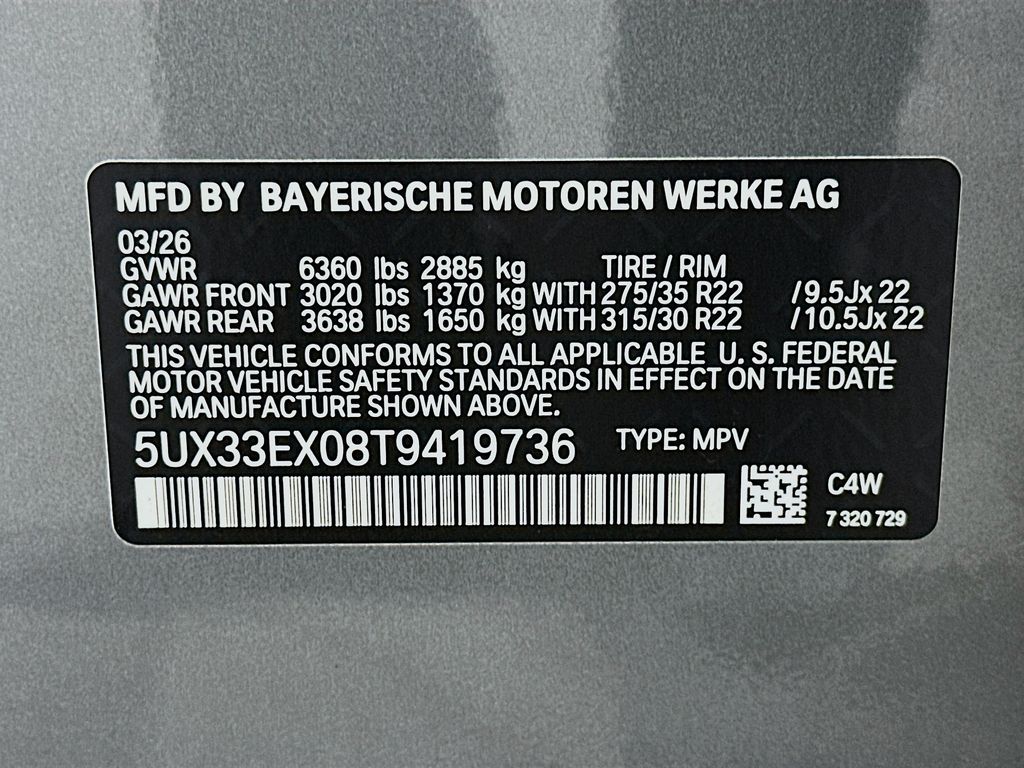 MFD BY BAYERISCHE MOTOREN WERKE AG
03/26
GVWR 6360 lbs 2885 kg TIRE / RIM
GAWR FRONT 3020 lbs 1370 kg WITH 275/35 R22 / 9.5Jx 22
GAWR REAR 3638 lbs 1650 kg WITH 315/30 R22 / 10.5Jx 22
THIS VEHICLE CONFORMS TO ALL APPLICABLE U. S. FEDERAL
MOTOR VEHICLE SAFETY STANDARDS IN EFFECT ON THE DATE
OF MANUFACTURE SHOWN ABOVE.
5UX33EX08T9419736 TYPE: MPV
C4W
7 320 729